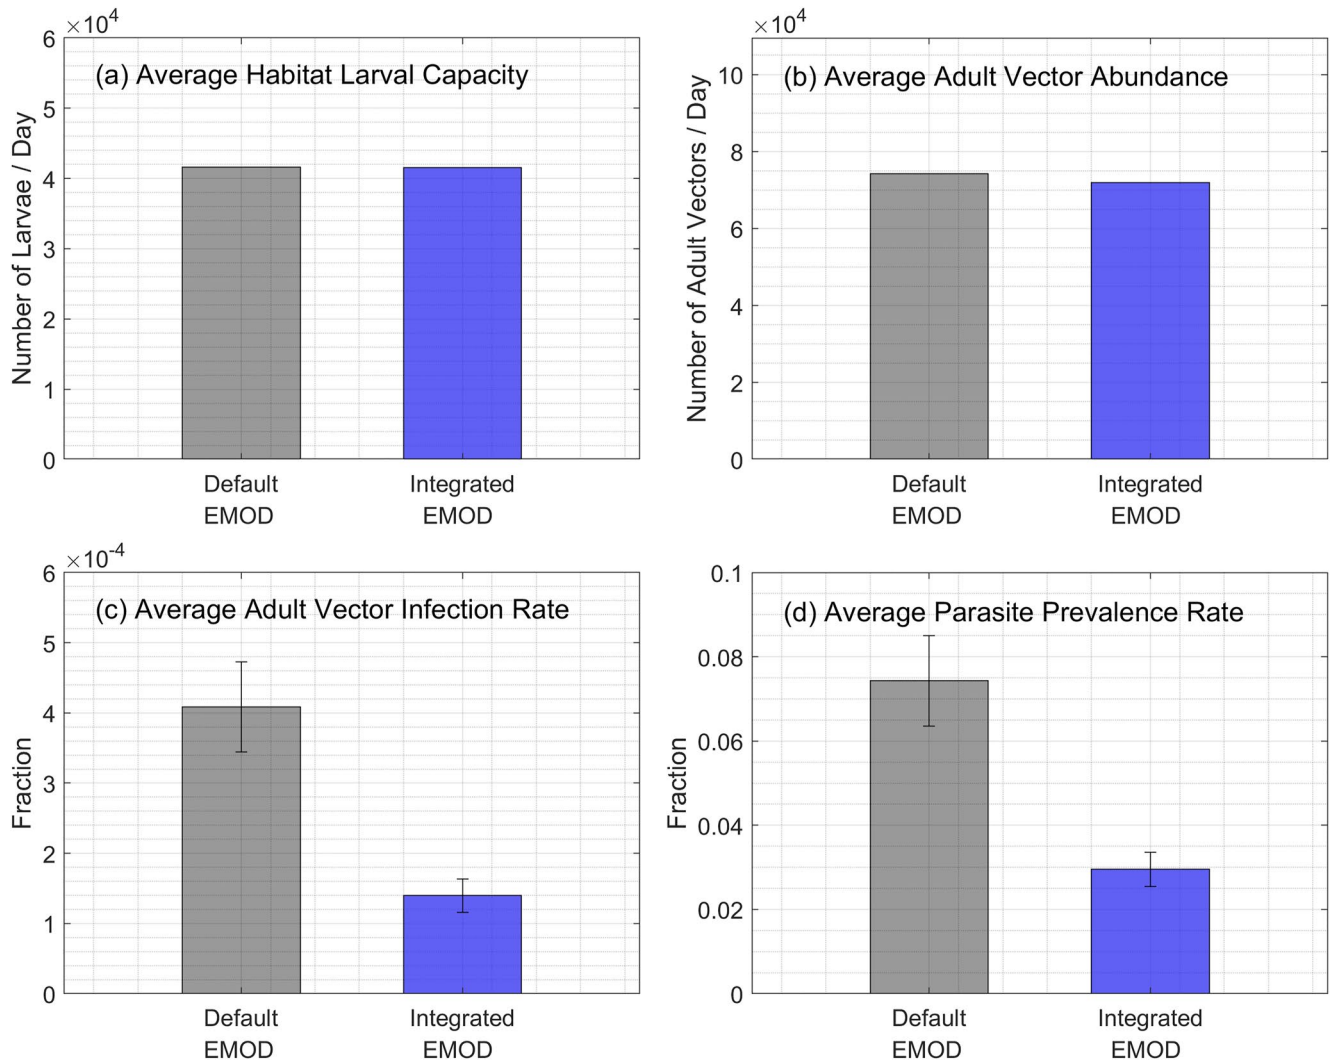 ×10⁴
6
5
4
3
2
1
0
Number of Larvae / Day
(a) Average Habitat Larval Capacity
Default
EMOD
Integrated
EMOD
×10⁴
10
8
6
4
2
0
Number of Adult Vectors / Day
(b) Average Adult Vector Abundance
Default
EMOD
Integrated
EMOD
×10⁻⁴
6
5
4
3
2
1
0
Fraction
(c) Average Adult Vector Infection Rate
Default
EMOD
Integrated
EMOD
0.1
0.08
0.06
0.04
0.02
0
Fraction
(d) Average Parasite Prevalence Rate
Default
EMOD
Integrated
EMOD